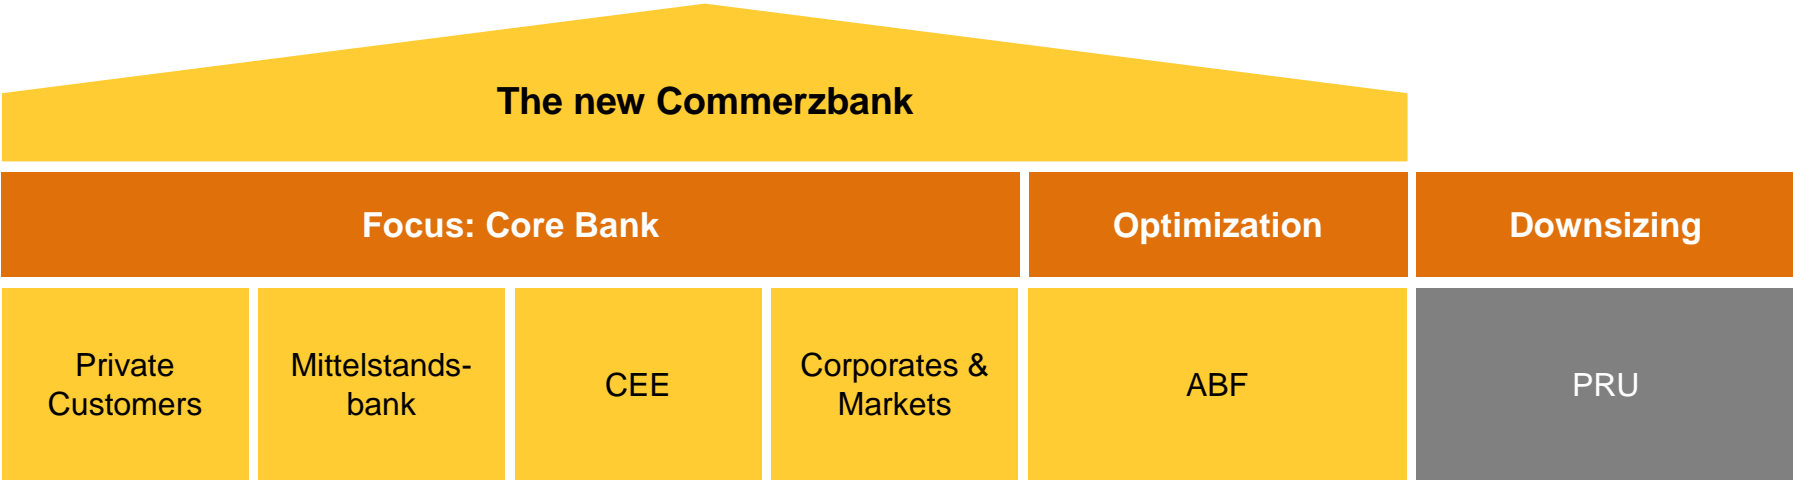 The new Commerzbank
Focus: Core Bank
Optimization
Downsizing
Private
Customers
Mittelstands-
bank
CEE
Corporates &
Markets
ABF
PRU